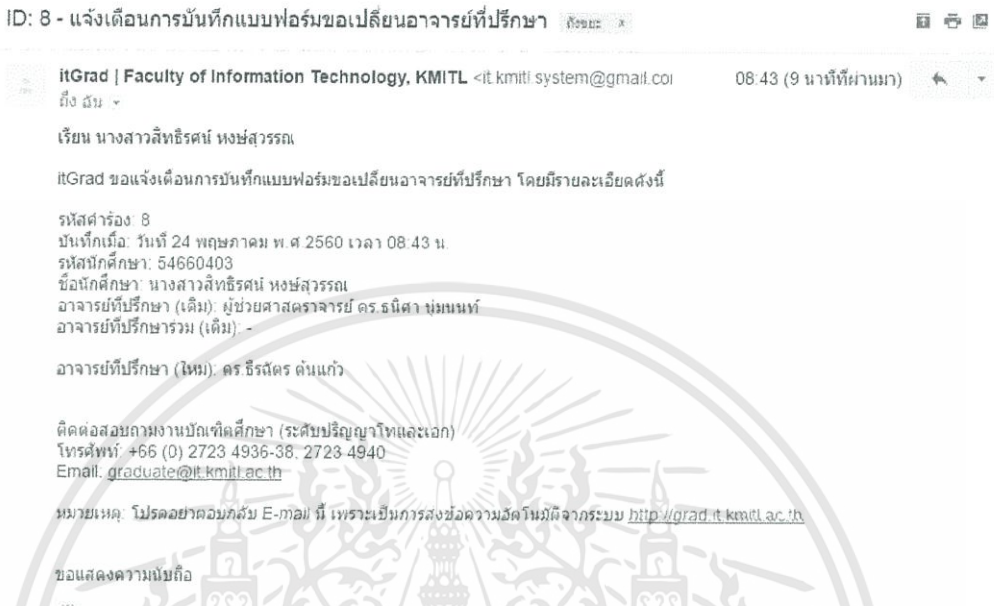 ID: 8 - แจ้งเตือนการบันทึกแบบฟอร์มขอเปลี่ยนอาจารย์ที่ปรึกษา ถังขยะ x
itGrad | Faculty of Information Technology, KMITL <it.kmitl.system@gmail.cor 08:43 (9 นาทีที่ผ่านมา)
ถึง ฉัน
เรียน นางสาวสิทธิรศน์ หงษ์สุวรรณ
itGrad ขอแจ้งเตือนการบันทึกแบบฟอร์มขอเปลี่ยนอาจารย์ที่ปรึกษา โดยมีรายละเอียดดังนี้
รหัสคำร้อง: 8
บันทึกเมื่อ: วันที่ 24 พฤษภาคม พ.ศ.2560 เวลา 08:43 น.
รหัสนักศึกษา: 54660403
ชื่อนักศึกษา: นางสาวสิทธิรศน์ หงษ์สุวรรณ
อาจารย์ที่ปรึกษา (เดิม): ผู้ช่วยศาสตราจารย์ ดร.ธนิศา นุ่มนนท์
อาจารย์ที่ปรึกษาร่วม (เดิม): -
อาจารย์ที่ปรึกษา (ใหม่): ดร.ธีรฉัตร ต้นแก้ว
ติดต่อสอบถามงานบัณฑิตศึกษา (ระดับปริญญาโทและเอก)
โทรศัพท์: +66 (0) 2723 4936-38, 2723 4940
Email: graduate@it.kmitl.ac.th
หมายเหตุ: โปรดอย่าตอบกลับ E-mail นี้ เพราะเป็นการส่งข้อความอัตโนมัติจากระบบ http://grad.it.kmitl.ac.th
ขอแสดงความนับถือ